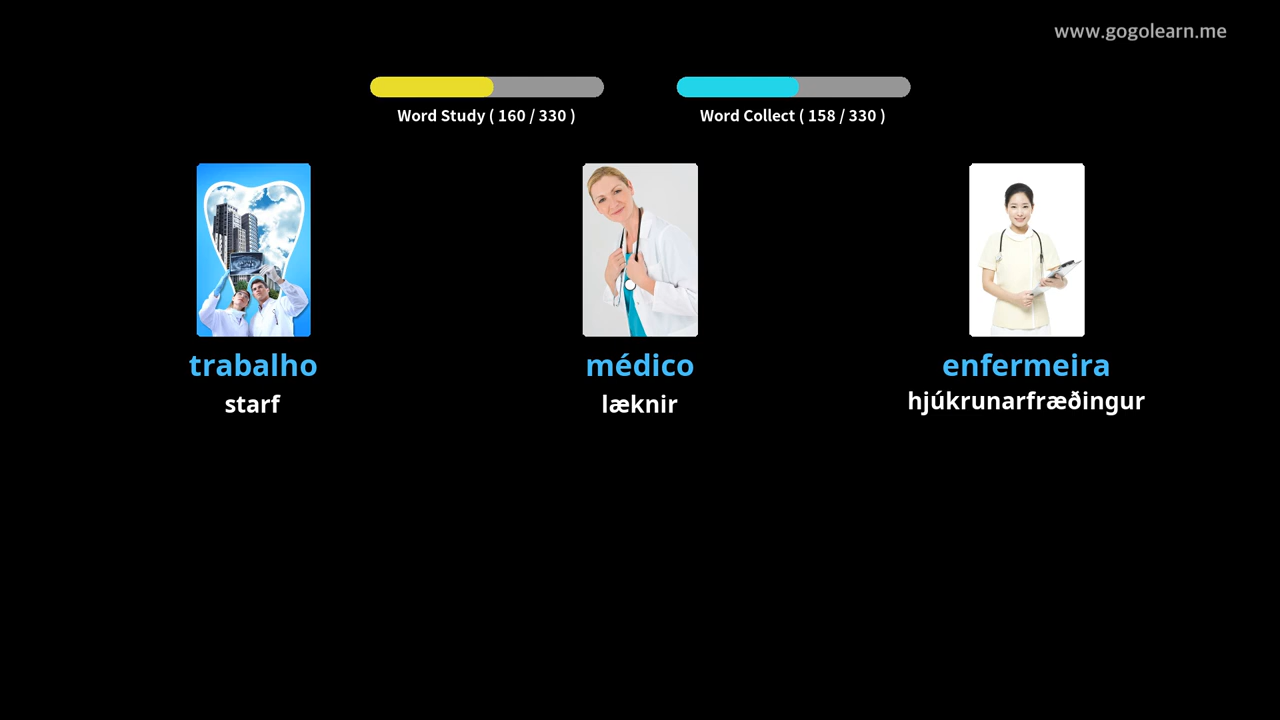 www.gogolearn.me
Word Study ( 160 / 330 )
Word Collect ( 158 / 330 )
trabalho
médico
enfermeira
starf
læknir
hjúkrunarfræðingur